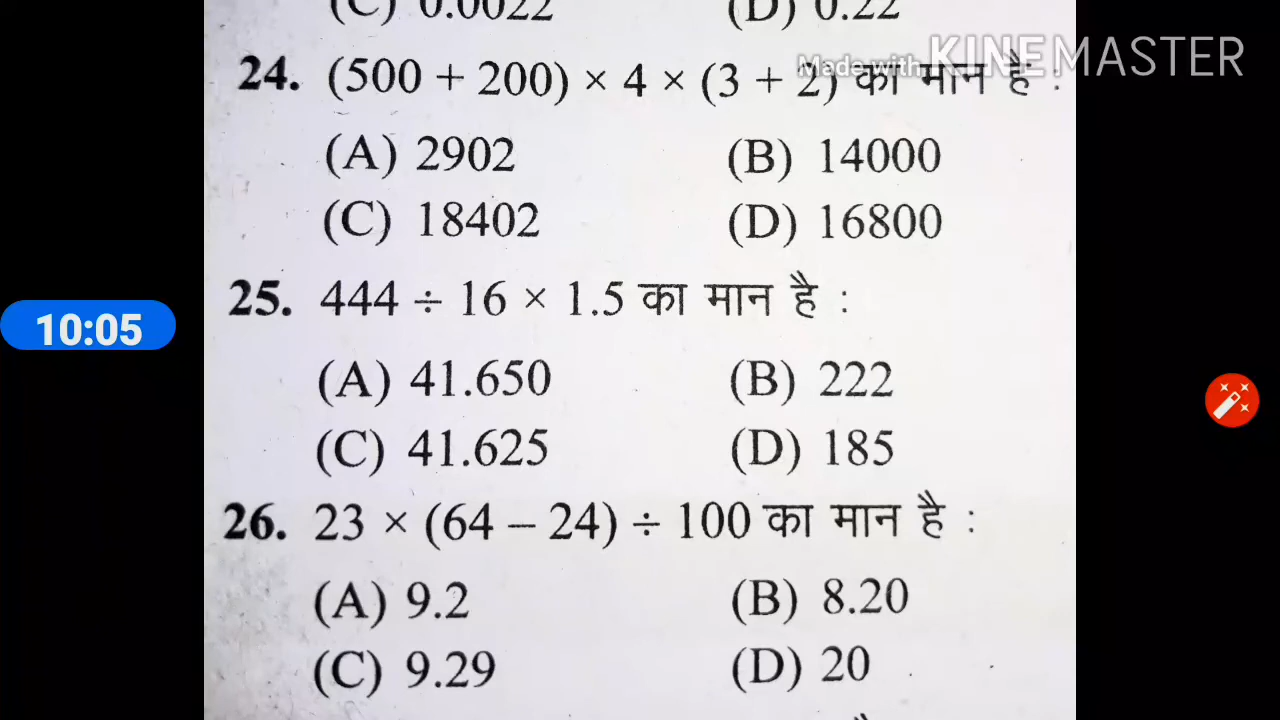 (C) 0.0022 (D) 0.22
Made with KINEMASTER
24. (500 + 200) × 4 × (3 + 2) का मान है :
(A) 2902 (B) 14000
(C) 18402 (D) 16800
25. 444 ÷ 16 × 1.5 का मान है :
10:05
(A) 41.650 (B) 222
(C) 41.625 (D) 185
26. 23 × (64 – 24) ÷ 100 का मान है :
(A) 9.2 (B) 8.20
(C) 9.29 (D) 20